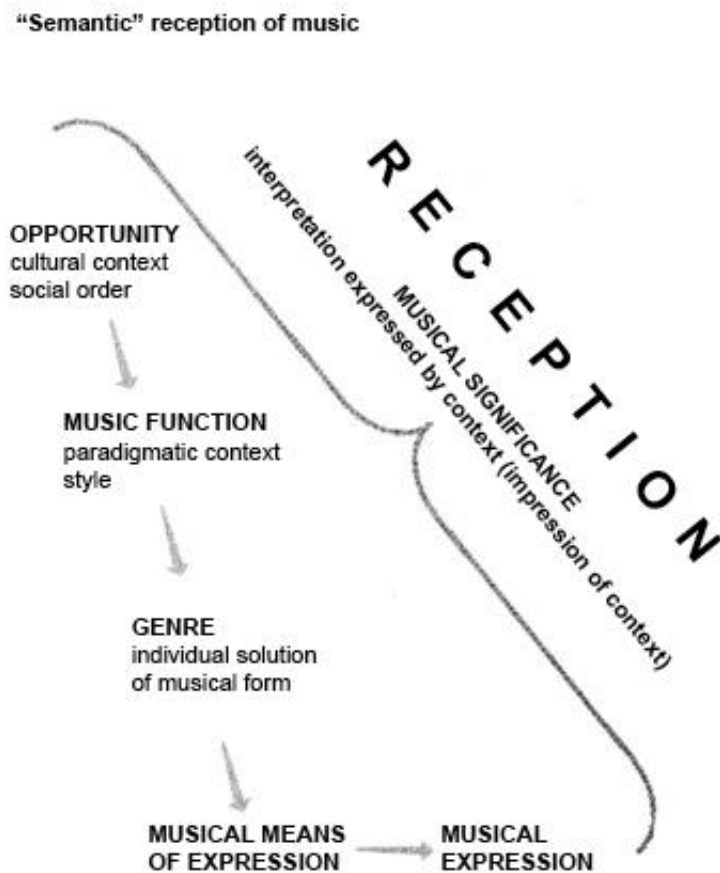 “Semantic” reception of music
RECEPTION
MUSICAL SIGNIFICANCE
interpretation expressed by context (impression of context)
OPPORTUNITY
cultural context
social order
MUSIC FUNCTION
paradigmatic context
style
GENRE
individual solution
of musical form
MUSICAL MEANS
OF EXPRESSION
MUSICAL
EXPRESSION